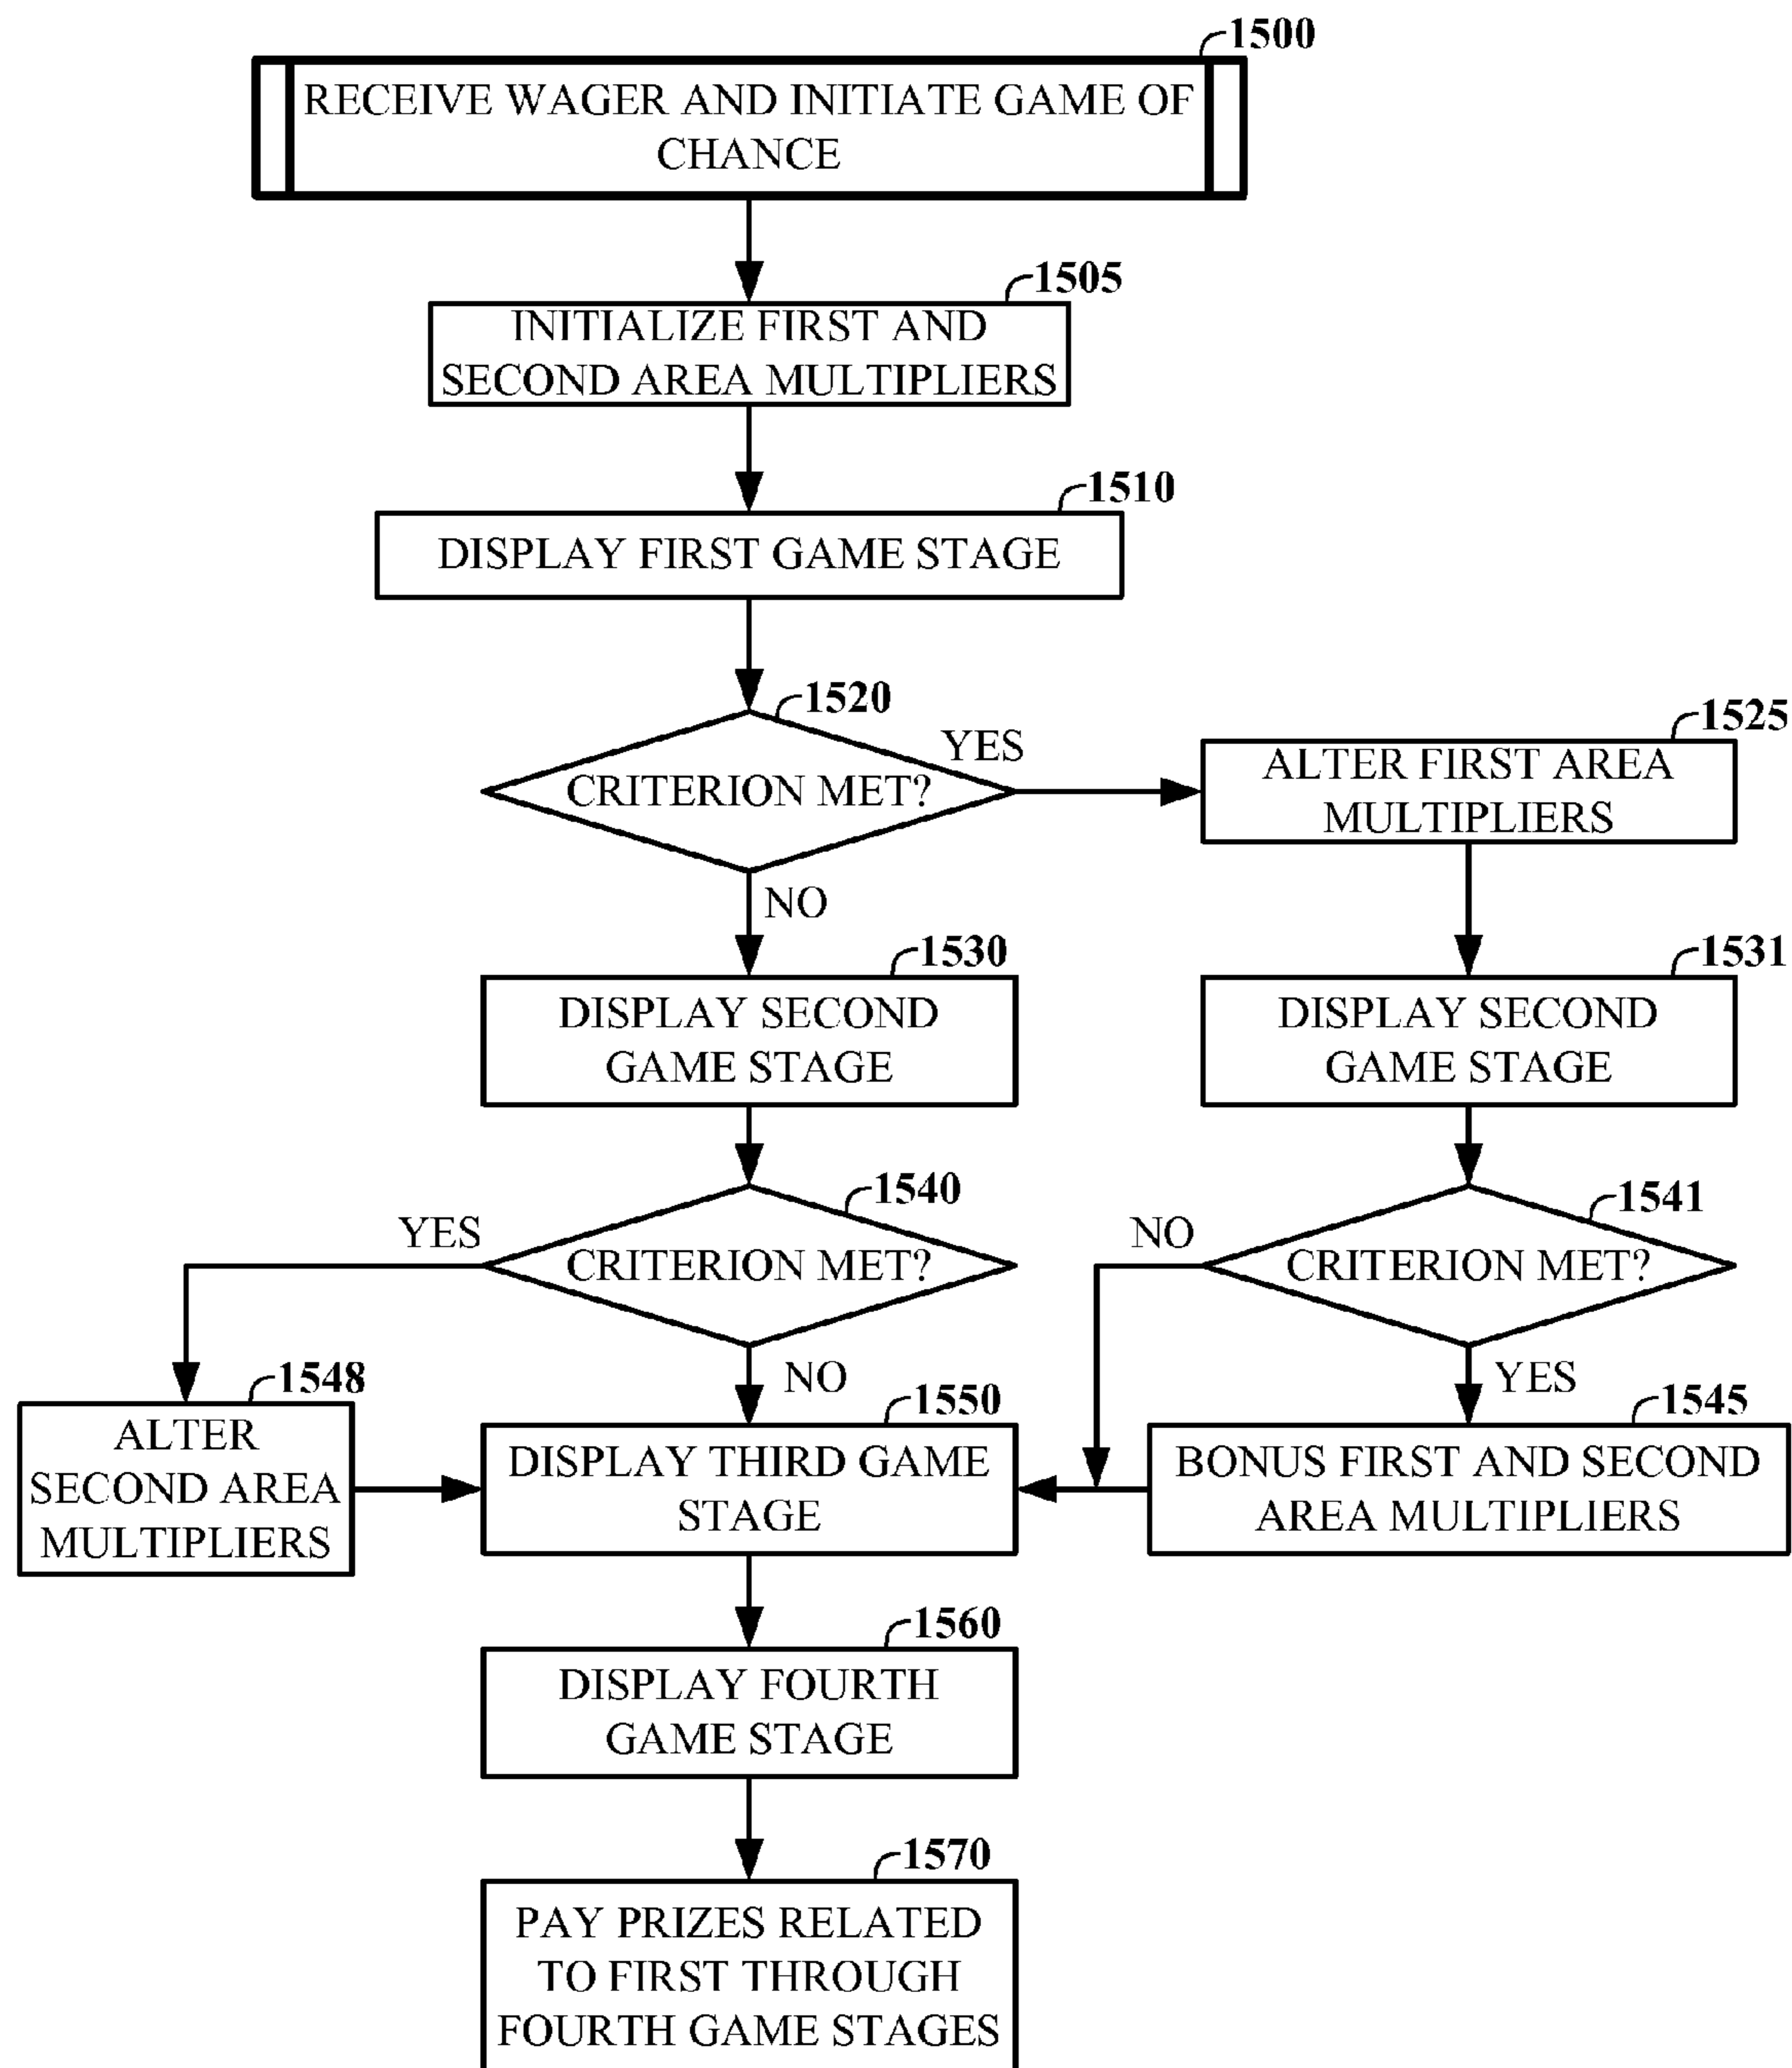 1500
RECEIVE WAGER AND INITIATE GAME OF
CHANCE
1505
INITIALIZE FIRST AND
SECOND AREA MULTIPLIERS
1510
DISPLAY FIRST GAME STAGE
1520
CRITERION MET?
YES
NO
1525
ALTER FIRST AREA
MULTIPLIERS
1530
DISPLAY SECOND
GAME STAGE
1531
DISPLAY SECOND
GAME STAGE
1540
CRITERION MET?
YES
NO
1541
CRITERION MET?
NO
YES
1548
ALTER
SECOND AREA
MULTIPLIERS
1550
DISPLAY THIRD GAME
STAGE
1545
BONUS FIRST AND SECOND
AREA MULTIPLIERS
1560
DISPLAY FOURTH
GAME STAGE
1570
PAY PRIZES RELATED
TO FIRST THROUGH
FOURTH GAME STAGES